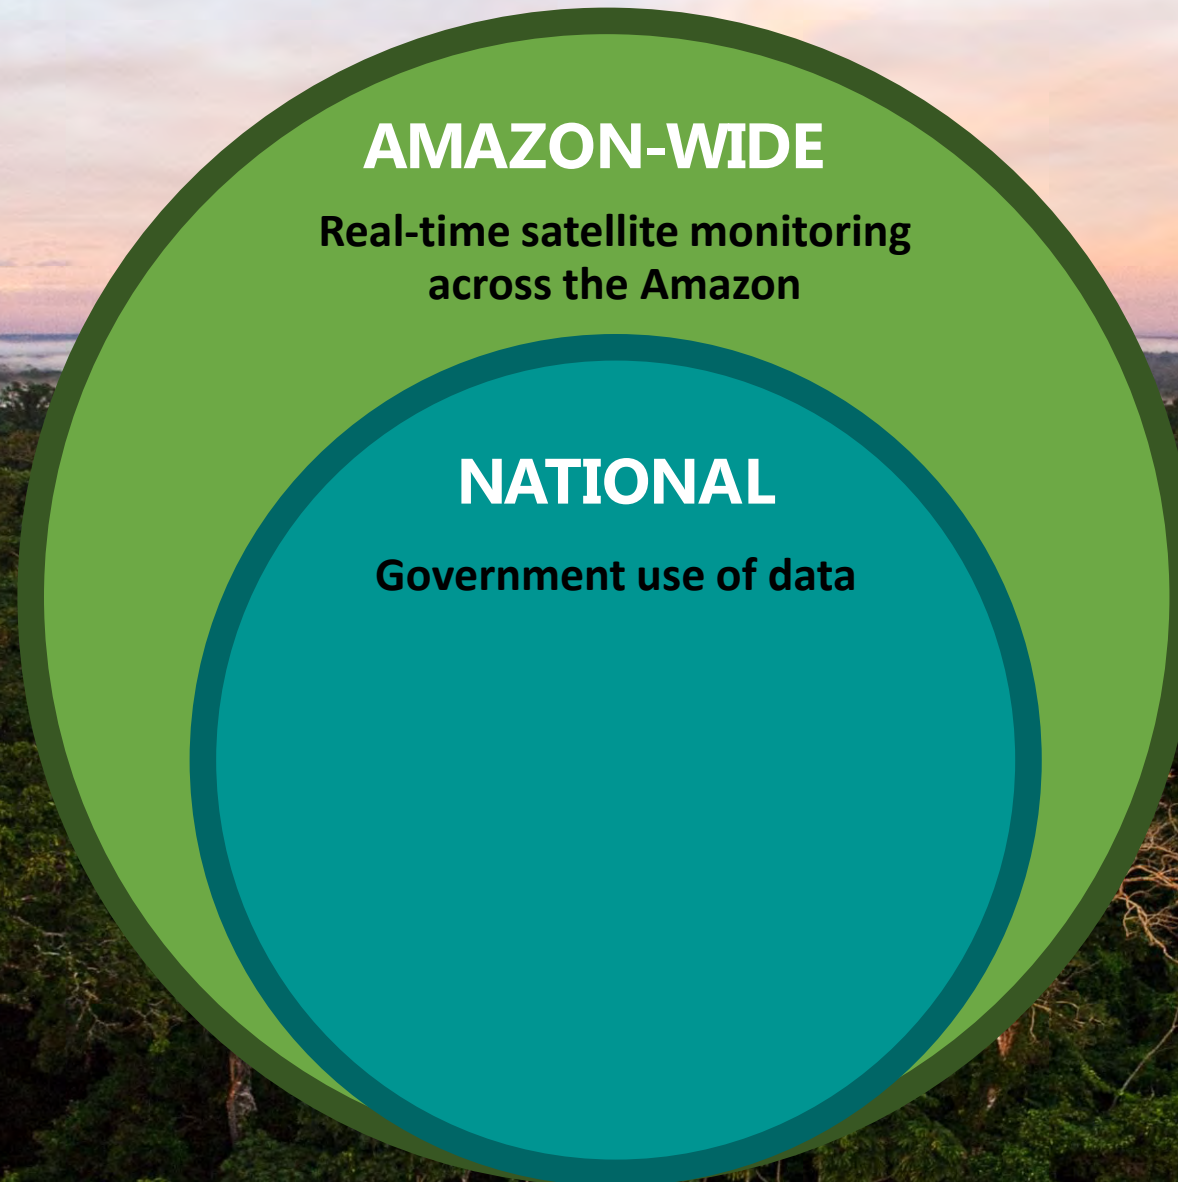 AMAZON-WIDE
Real-time satellite monitoring
across the Amazon
NATIONAL
Government use of data